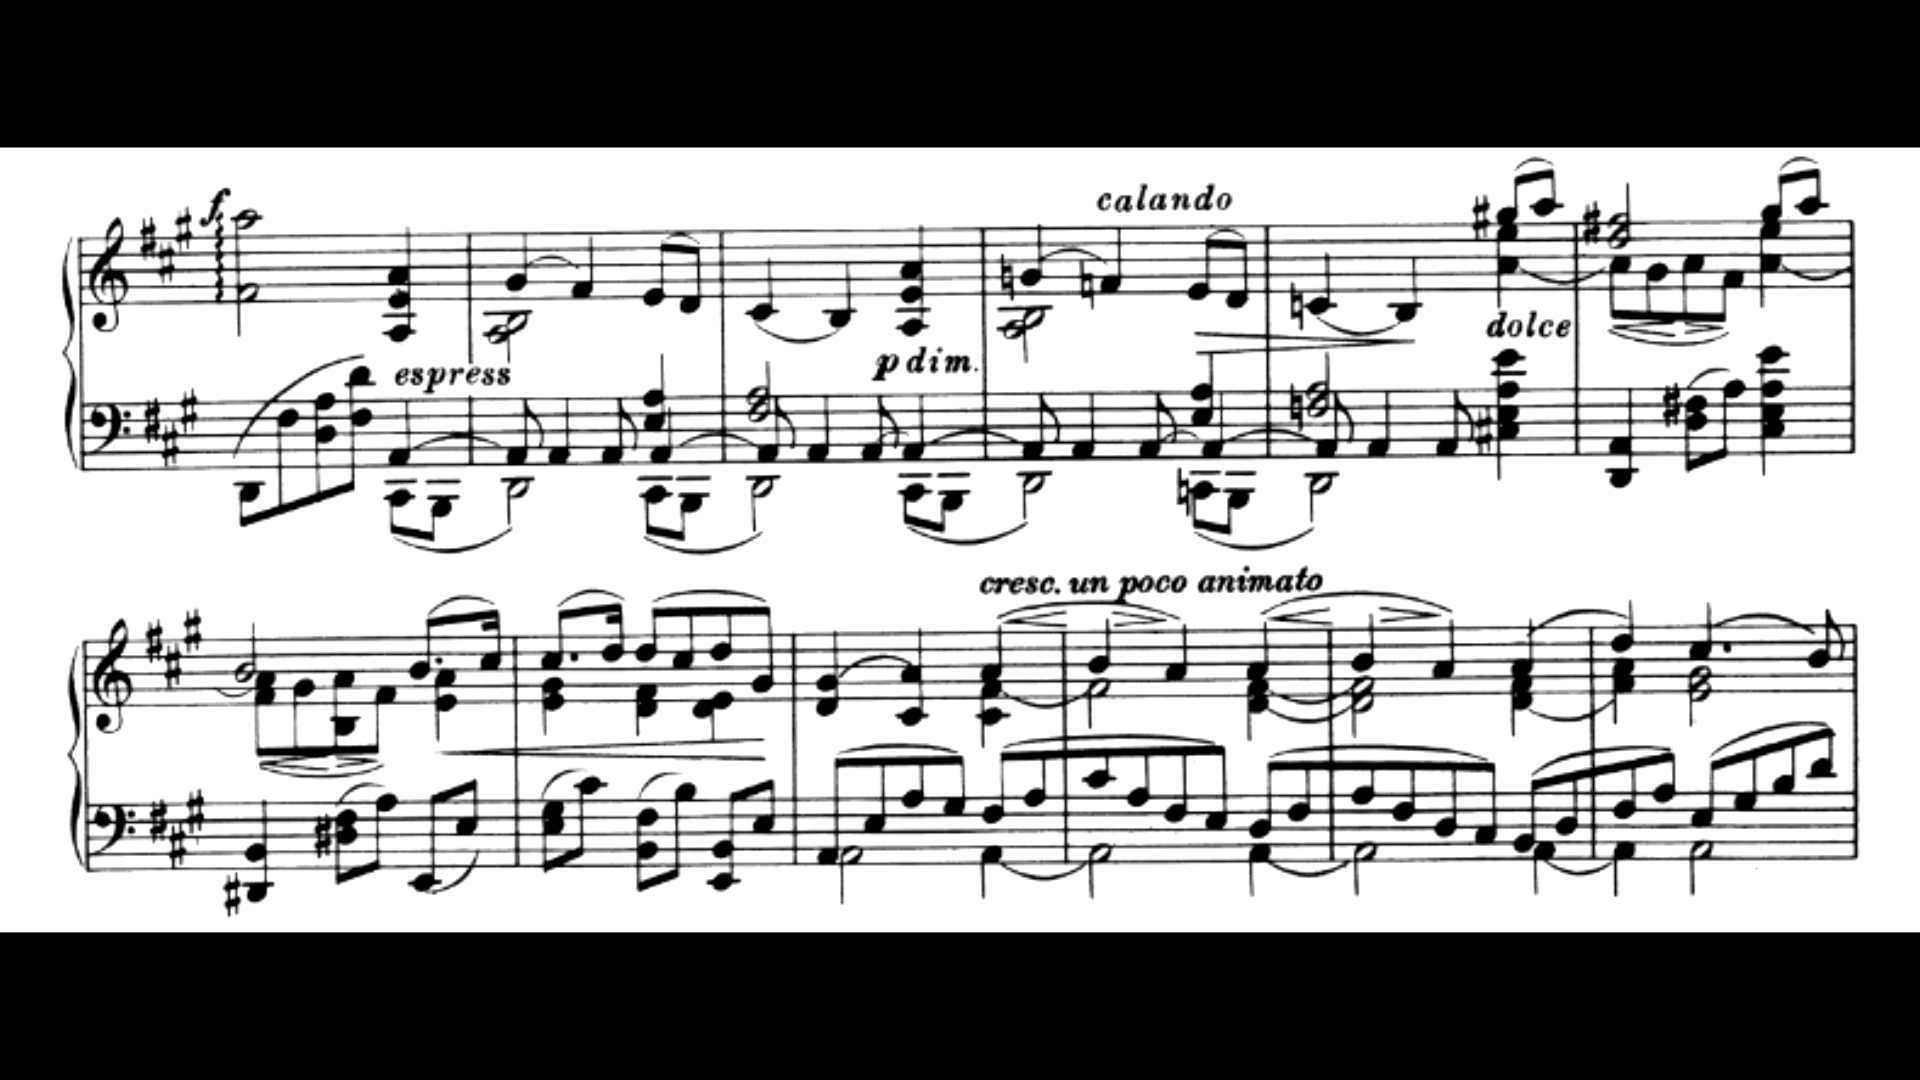 f
calando
dolce
espress
p dim.
cresc. un poco animato